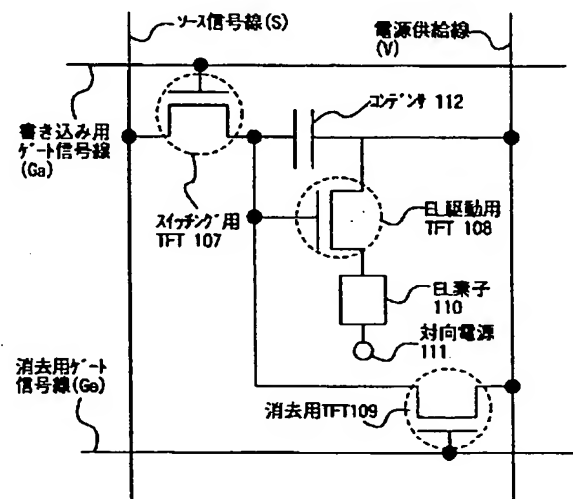 ソース信号線(S)
電源供給線
(V)
コンデンサ 112
書き込み用
ゲート信号線
(Ga)
スイッチング用
TFT 107
EL駆動用
TFT 108
EL素子
110
対向電源
111
消去用ゲート
信号線(Ge)
消去用TFT109